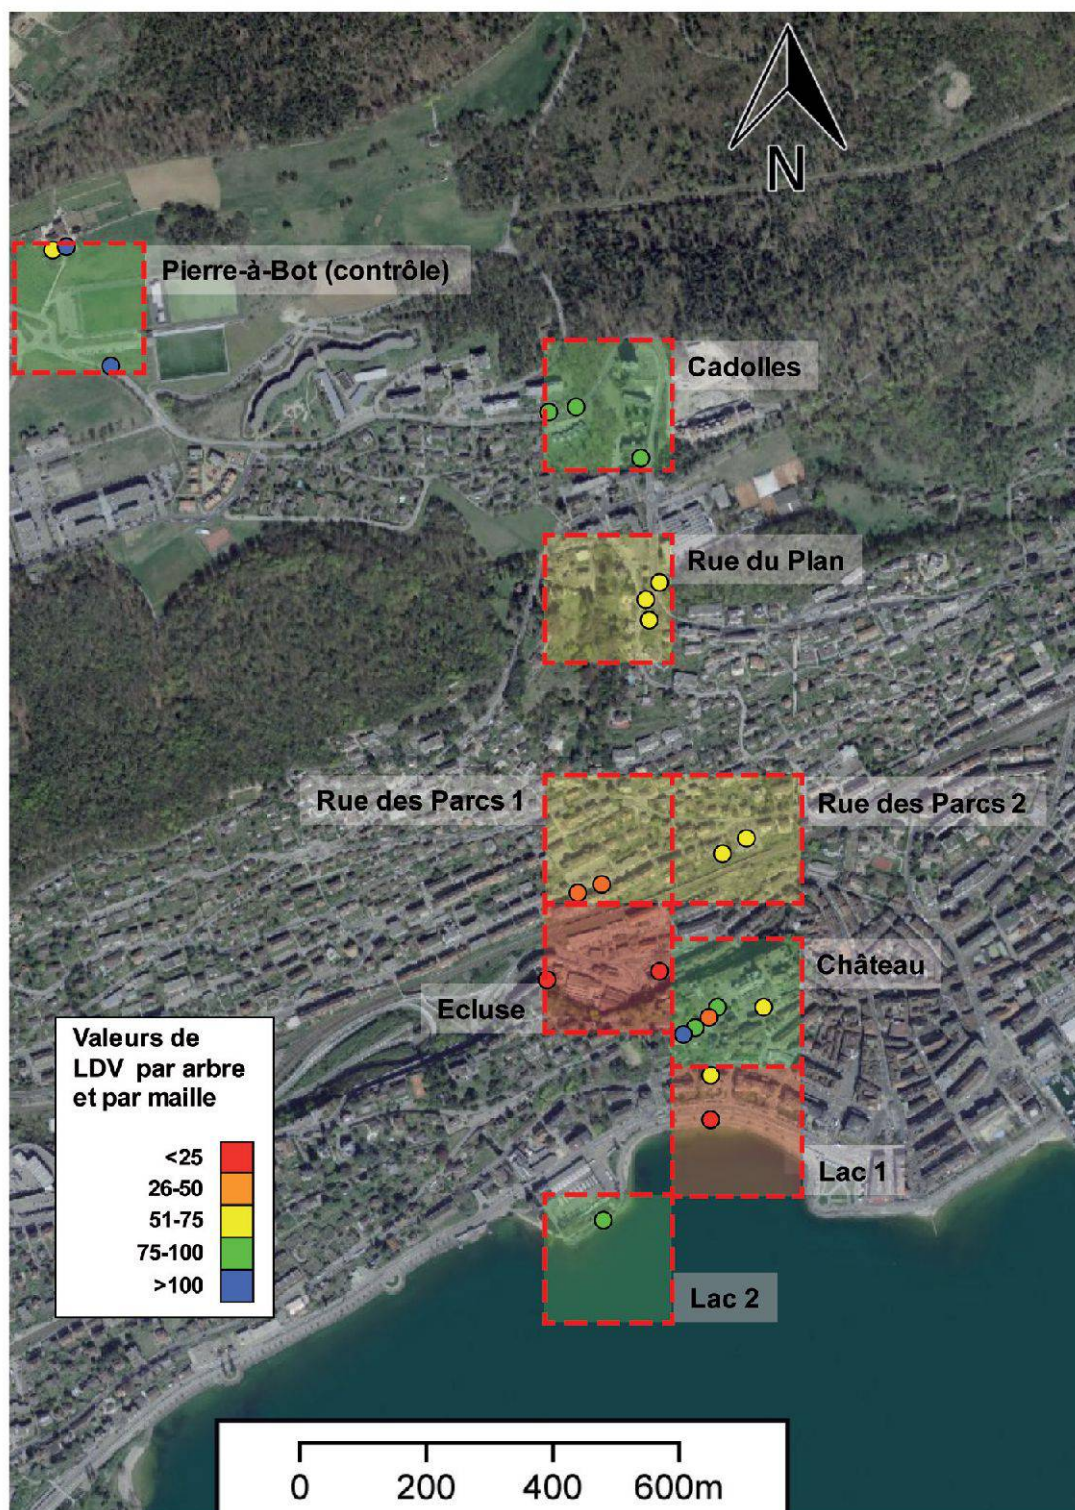 N
Pierre-à-Bot (contrôle)
Cadolles
Rue du Plan
Rue des Parcs 1
Rue des Parcs 2
Château
Ecluse
Lac 1
Lac 2
Valeurs de
LDV par arbre
et par maille
<25
26-50
51-75
75-100
>100
0 200 400 600m